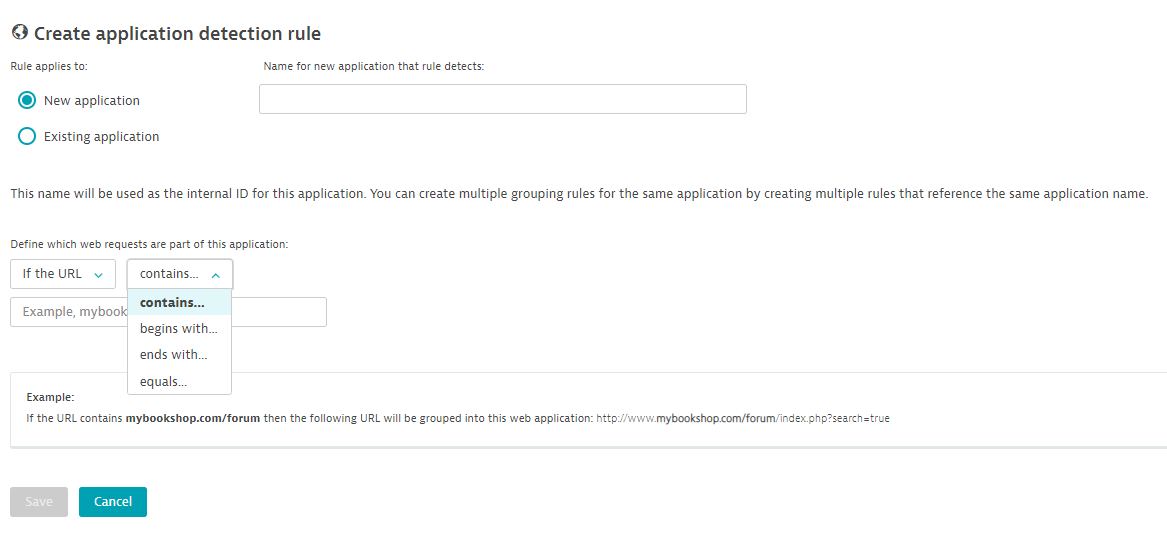 Create application detection rule
Rule applies to:
Name for new application that rule detects:
New application
Existing application
This name will be used as the internal ID for this application. You can create multiple grouping rules for the same application by creating multiple rules that reference the same application name.
Define which web requests are part of this application:
If the URL
contains...
Example, mybook
contains...
begins with...
ends with...
equals...
Example:
If the URL contains mybookshop.com/forum then the following URL will be grouped into this web application: http://www.mybookshop.com/forum/index.php?search=true
Save
Cancel